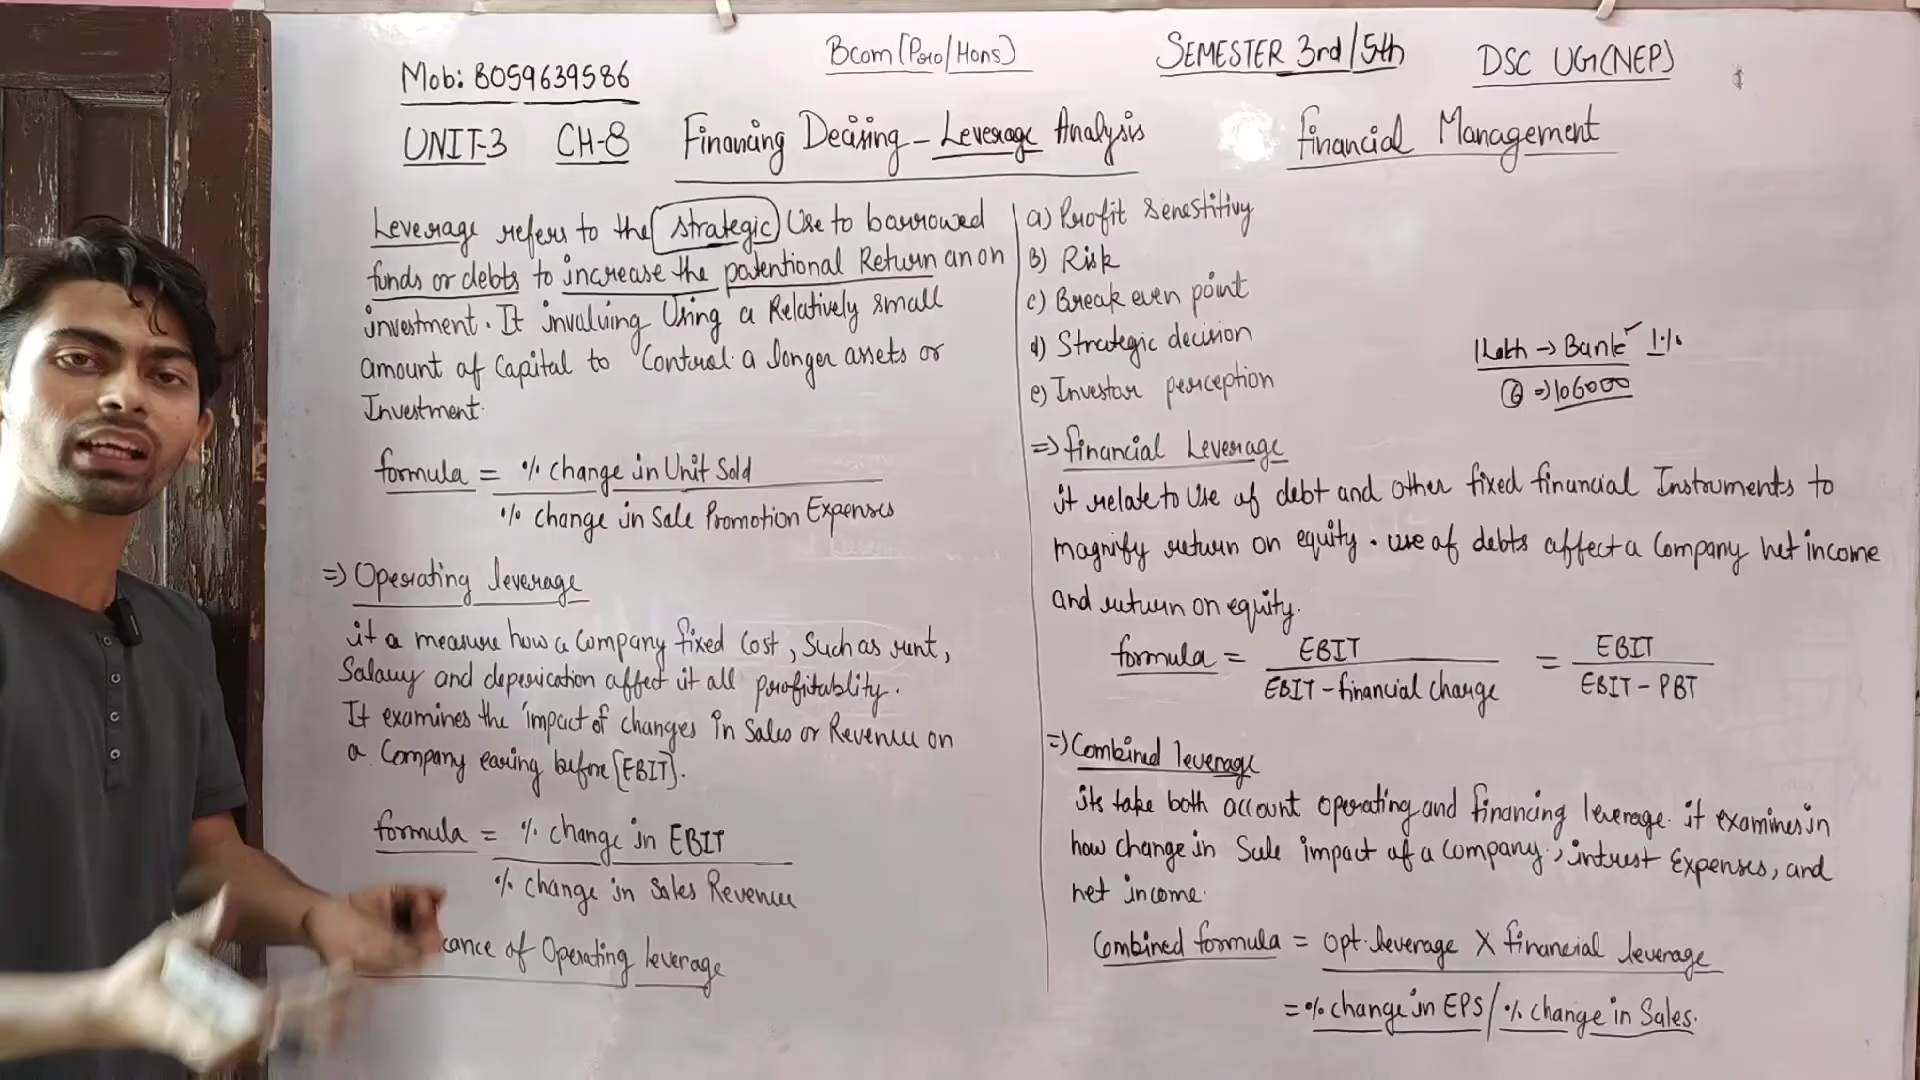 Mob: 8059639586
Bcom (Pro/Hons)
SEMESTER 3rd/5th
DSC UG(NEP)
UNIT-3 CH-8 Financing Decising - Leverage Analysis
Financial Management
Leverage refers to the strategic Use to barrowed
funds or debts to increase the potentional Return an on
investment. It involving Using a Relatively small
amount of Capital to Control a longer assets or
Investment.
formula = % change in Unit Sold
% change in Sale Promotion Expenses
=> Operating leverage
it a measure how a Company fixed Cost, Such as rent,
Salary and deperication affect it all profitablity.
It examines the impact of changes in Sales or Revenue on
a Company earing before [EBIT].
formula = % change in EBIT
% change in Sales Revenue
cance of Operating leverage
a) Profit Senestitivy
B) Risk
c) Break even point
d) Strategic decision
e) Investor perception
1 Lakh -> Bank ✓ 1%
6 => 106000
=> financial Leverage
it relate to Use of debt and other fixed financial Instruments to
magnify return on equity. use of debts affect a Company net income
and return on equity.
formula = EBIT = EBIT
EBIT - financial charge EBIT - PBT
=> Combined leverage
its take both account operating and financing leverage. it examines in
how change in Sale impact of a Company, intrest Expenses, and
net income.
Combined formula = opt. leverage X financial leverage
= % change in EPS / % change in Sales.